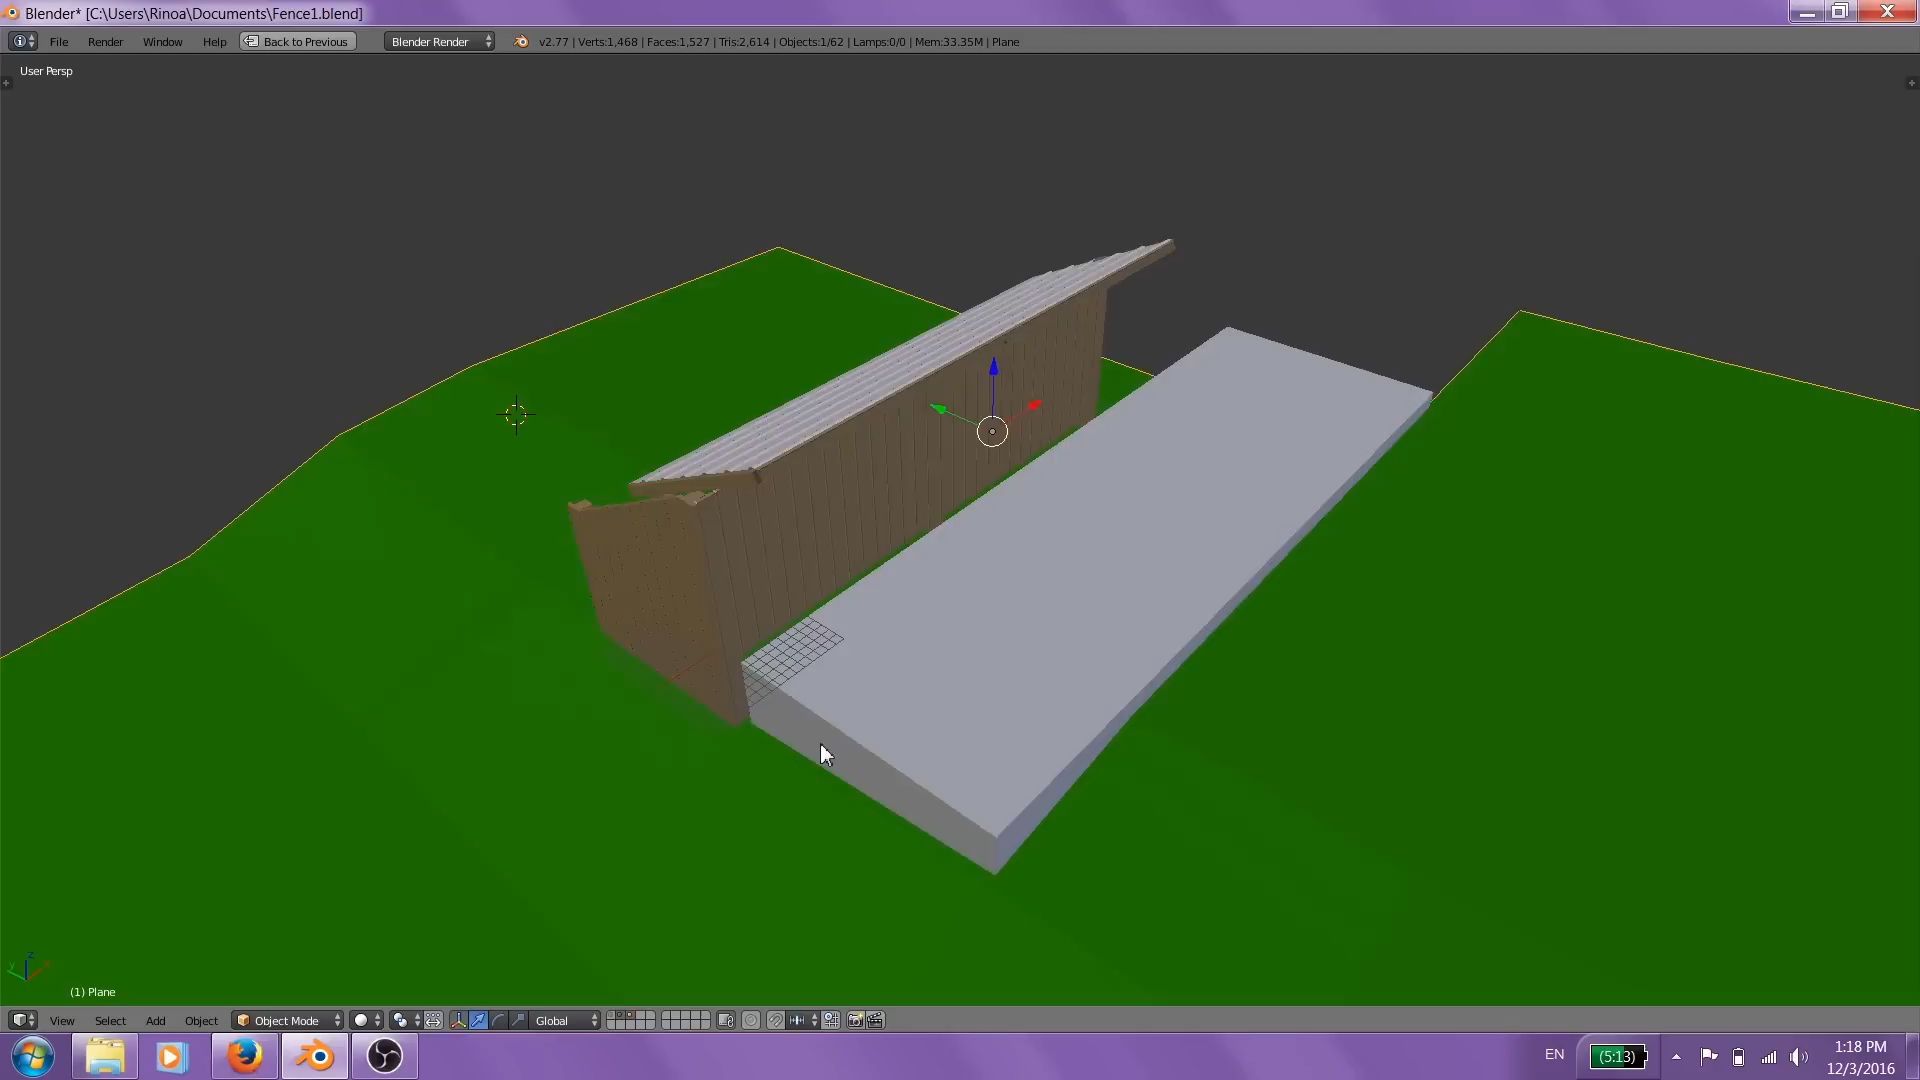 Blender* [C:\Users\Rinoa\Documents\Fence1.blend]
File Render Window Help Back to Previous Blender Render v2.77 | Verts:1,468 | Faces:1,527 | Tris:2,614 | Objects:1/62 | Lamps:0/0 | Mem:33.35M | Plane
User Persp
z
y
x
(1) Plane
View Select Add Object Object Mode Global
EN (5:13) 1:18 PM
12/3/2016